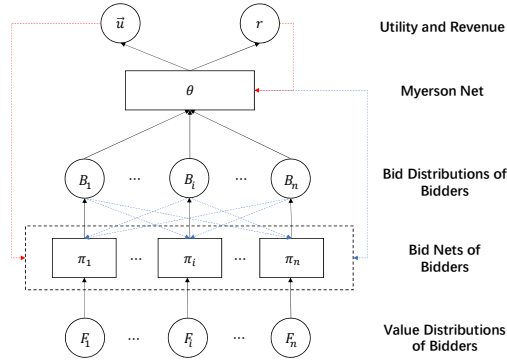 u⃗ r Utility and Revenue
θ Myerson Net
B₁ ... Bᵢ ... Bₙ Bid Distributions of
Bidders
π₁ ... πᵢ ... πₙ Bid Nets of
Bidders
F₁ ... Fᵢ ... Fₙ Value Distributions
of Bidders